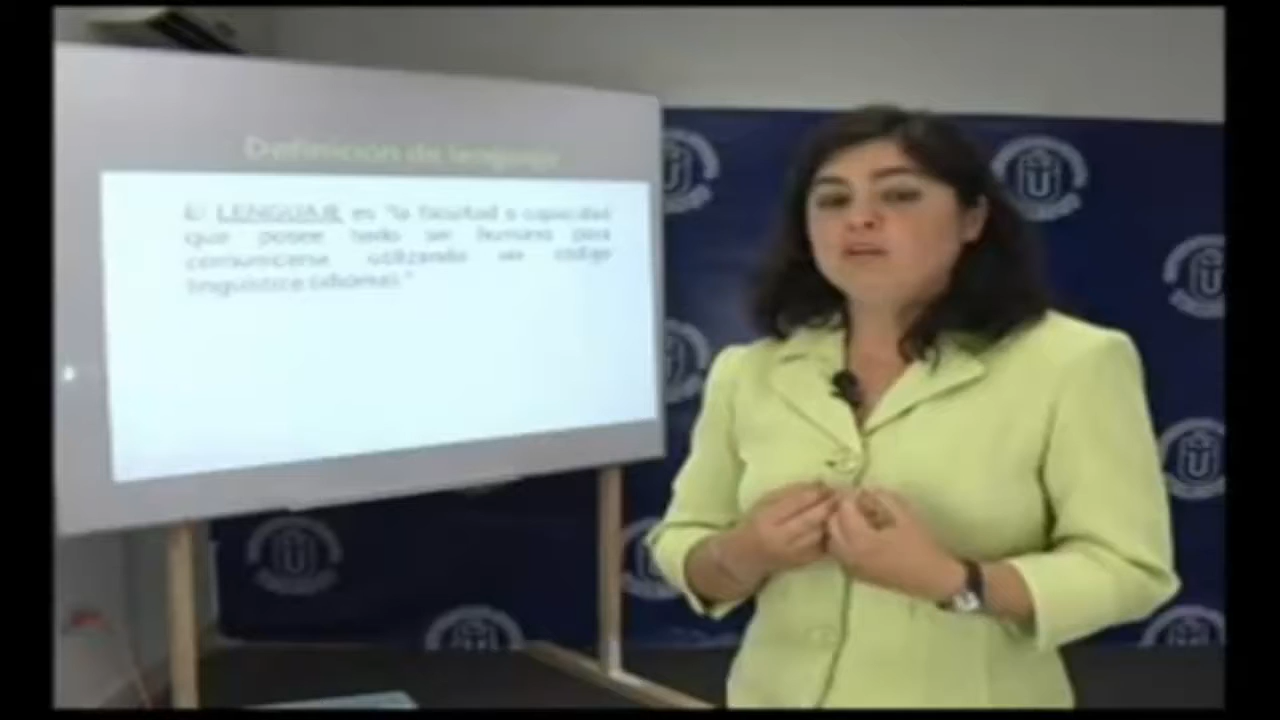 Definición de lenguaje
El LENGUAJE es "la facultad o capacidad
que posee todo ser humano para
comunicarse utilizando un código
lingüístico (idioma)."